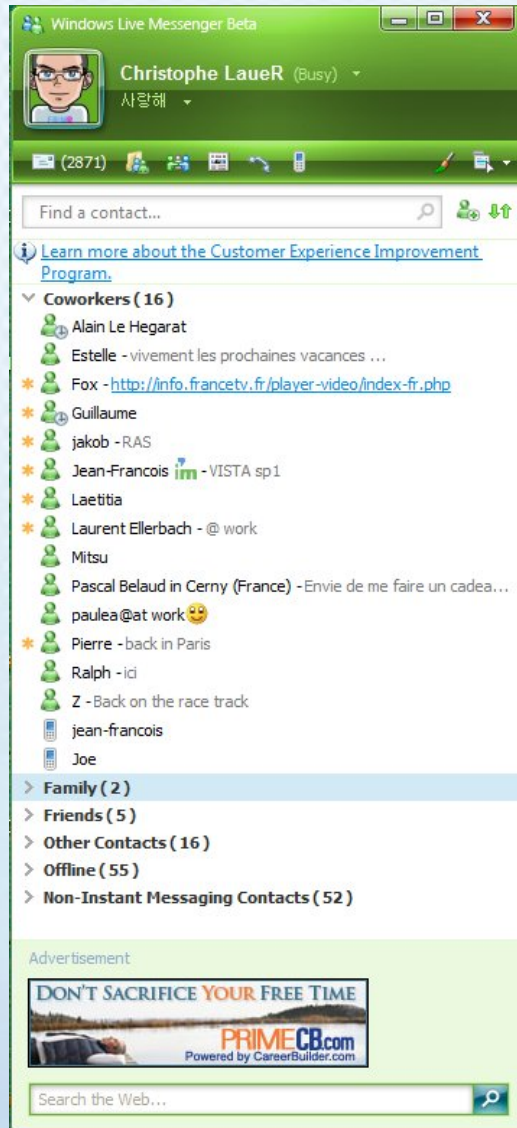 Windows Live Messenger Beta
Christophe LaueR (Busy)
사랑해
(2871)
Find a contact...
Learn more about the Customer Experience Improvement
Program.
Coworkers ( 16 )
Alain Le Hegarat
Estelle - vivement les prochaines vacances ...
Fox - http://info.francetv.fr/player-video/index-fr.php
Guillaume
jakob - RAS
Jean-Francois im - VISTA sp1
Laetitia
Laurent Ellerbach - @ work
Mitsu
Pascal Belaud in Cerny (France) - Envie de me faire un cadea...
paulea@at work
Pierre - back in Paris
Ralph - ici
Z - Back on the race track
jean-francois
Joe
Family ( 2 )
Friends ( 5 )
Other Contacts ( 16 )
Offline ( 55 )
Non-Instant Messaging Contacts ( 52 )
Advertisement
DON'T SACRIFICE YOUR FREE TIME
PRIMECB.com
Powered by CareerBuilder.com
Search the Web...